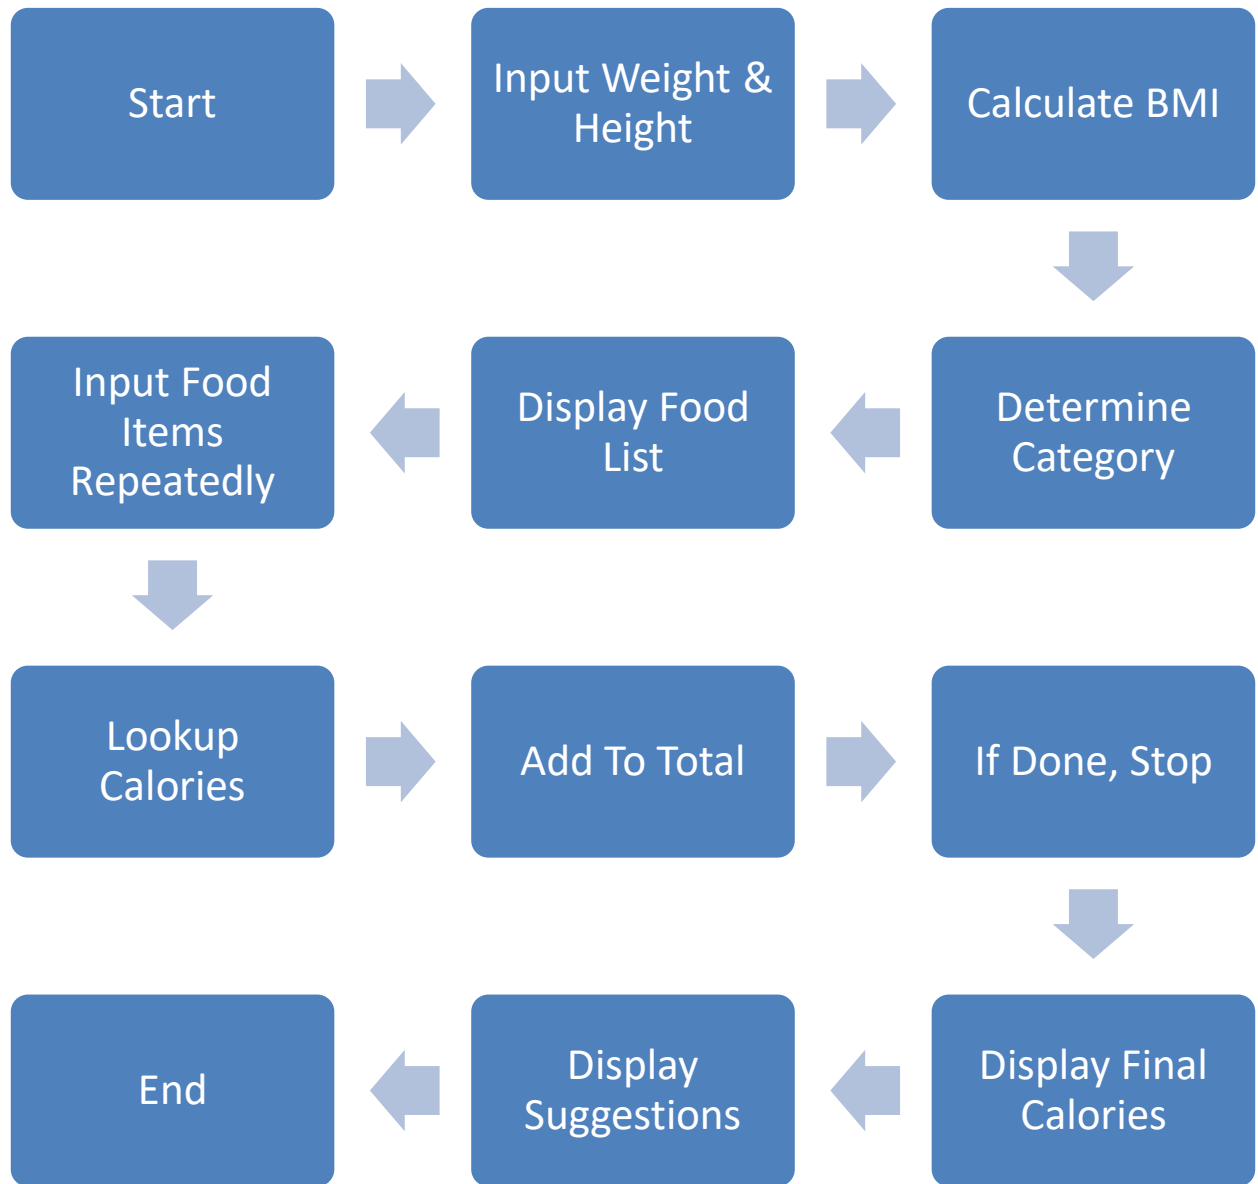 Start
Input Weight &
Height
Calculate BMI
Determine
Category
Display Food
List
Input Food
Items
Repeatedly
Lookup
Calories
Add To Total
If Done, Stop
Display Final
Calories
Display
Suggestions
End